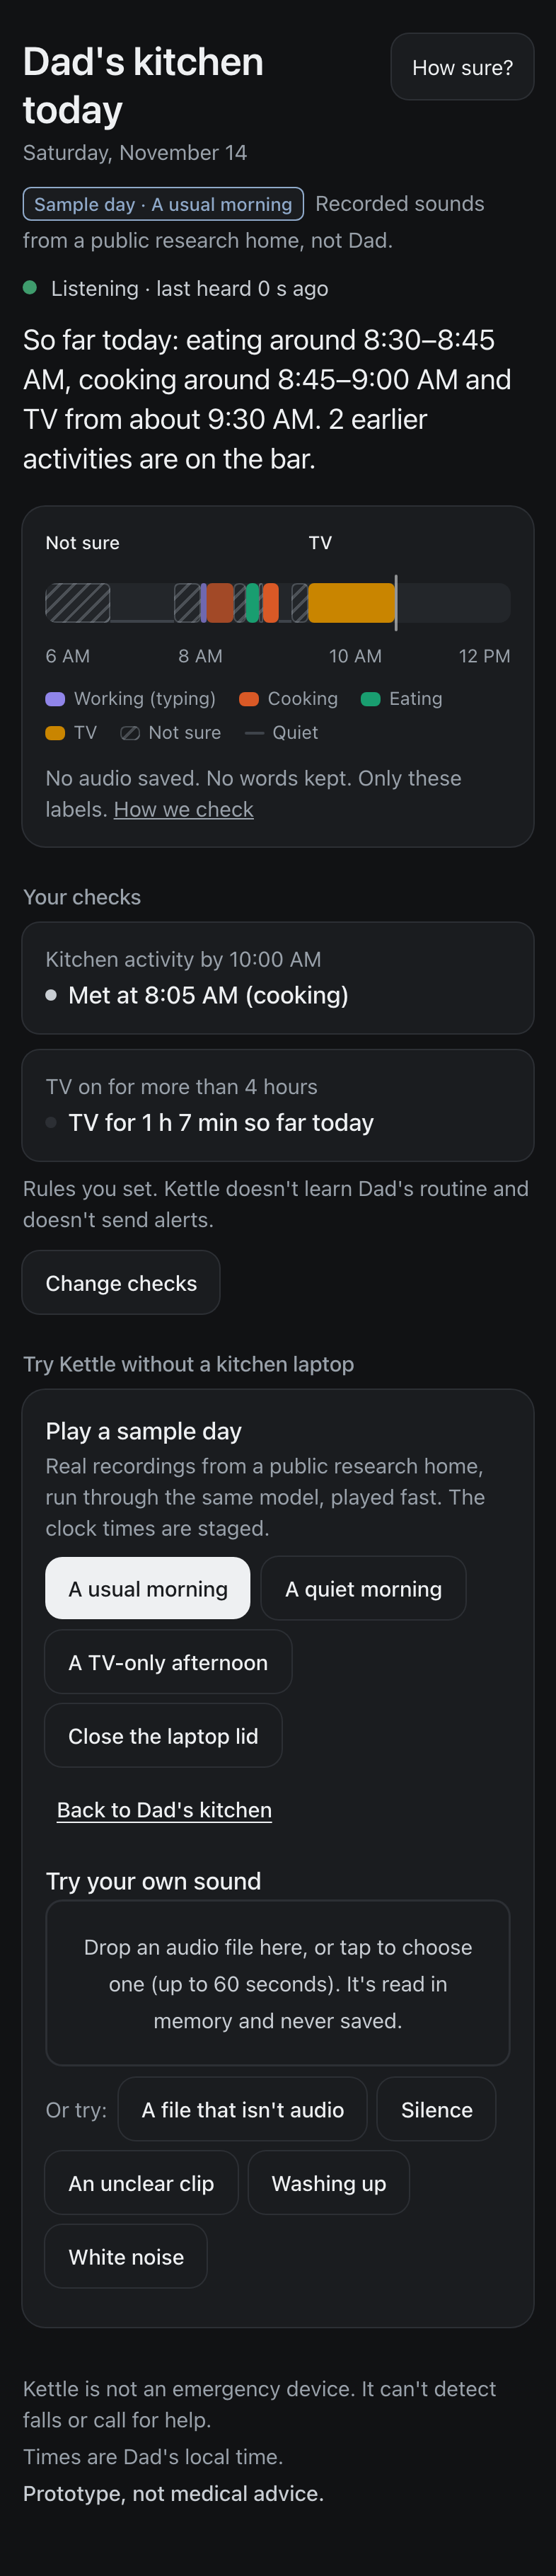 Dad's kitchen
today
How sure?
Saturday, November 14
Sample day · A usual morning Recorded sounds
from a public research home, not Dad.
Listening · last heard 0 s ago
So far today: eating around 8:30–8:45
AM, cooking around 8:45–9:00 AM and
TV from about 9:30 AM. 2 earlier
activities are on the bar.
Not sure TV
6 AM 8 AM 10 AM 12 PM
Working (typing) Cooking Eating
TV Not sure Quiet
No audio saved. No words kept. Only these
labels. How we check
Your checks
Kitchen activity by 10:00 AM
Met at 8:05 AM (cooking)
TV on for more than 4 hours
TV for 1 h 7 min so far today
Rules you set. Kettle doesn't learn Dad's routine and
doesn't send alerts.
Change checks
Try Kettle without a kitchen laptop
Play a sample day
Real recordings from a public research home,
run through the same model, played fast. The
clock times are staged.
A usual morning A quiet morning
A TV-only afternoon
Close the laptop lid
Back to Dad's kitchen
Try your own sound
Drop an audio file here, or tap to choose
one (up to 60 seconds). It's read in
memory and never saved.
Or try: A file that isn't audio Silence
An unclear clip Washing up
White noise
Kettle is not an emergency device. It can't detect
falls or call for help.
Times are Dad's local time.
Prototype, not medical advice.